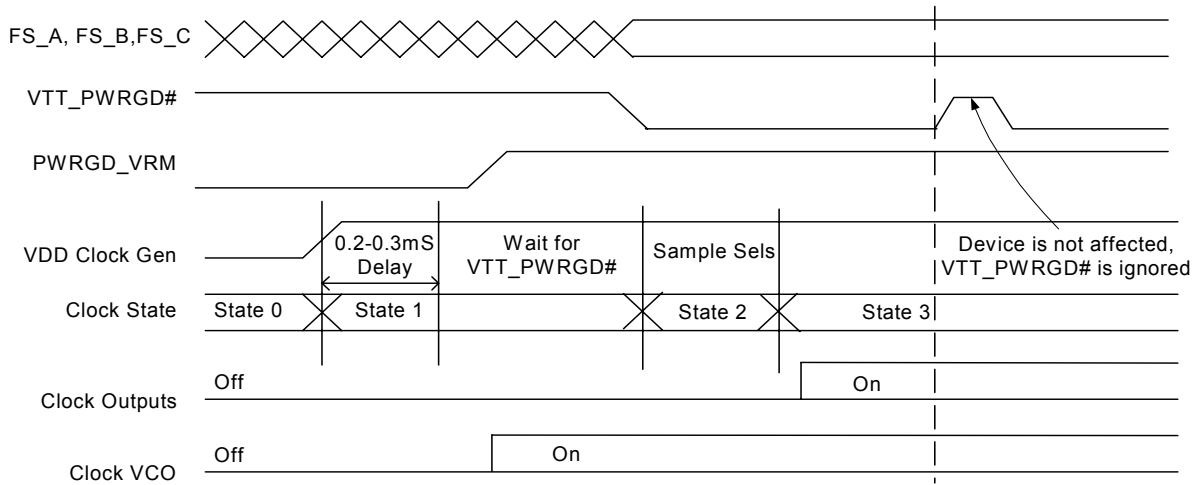 FS_A, FS_B,FS_C
VTT_PWRGD#
PWRGD_VRM
VDD Clock Gen
0.2-0.3mS
Delay
Wait for
VTT_PWRGD#
Sample Sels
Device is not affected,
VTT_PWRGD# is ignored
Clock State
State 0
State 1
State 2
State 3
Clock Outputs
Off
On
Clock VCO
Off
On